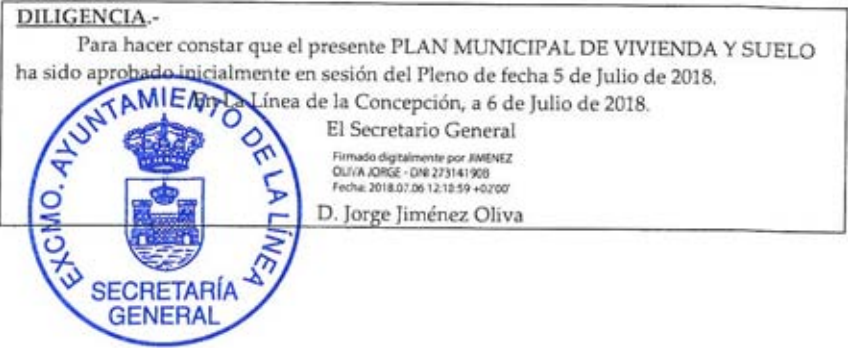 DILIGENCIA.-
Para hacer constar que el presente PLAN MUNICIPAL DE VIVIENDA Y SUELO
ha sido aprobado inicialmente en sesión del Pleno de fecha 5 de Julio de 2018.
En La Línea de la Concepción, a 6 de Julio de 2018.
El Secretario General
Firmado digitalmente por JIMENEZ
OLIVA JORGE - DNI 27314190B
Fecha: 2018.07.06 12:18:59 +02'00'
D. Jorge Jiménez Oliva
EXCMO. AYUNTAMIENTO DE LA LÍNEA
SECRETARÍA
GENERAL